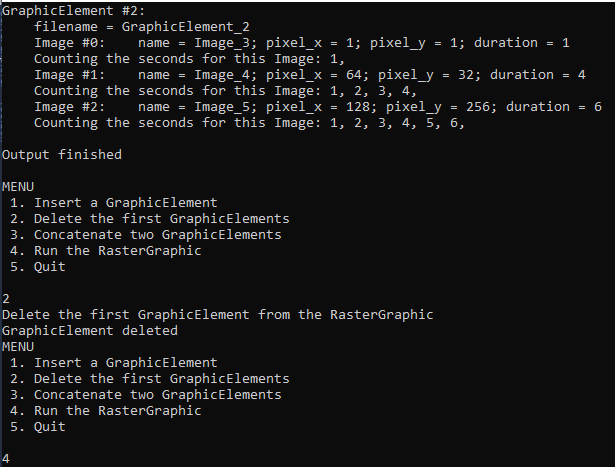 GraphicElement #2:
filename = GraphicElement_2
Image #0: name = Image_3; pixel_x = 1; pixel_y = 1; duration = 1
Counting the seconds for this Image: 1,
Image #1: name = Image_4; pixel_x = 64; pixel_y = 32; duration = 4
Counting the seconds for this Image: 1, 2, 3, 4,
Image #2: name = Image_5; pixel_x = 128; pixel_y = 256; duration = 6
Counting the seconds for this Image: 1, 2, 3, 4, 5, 6,
Output finished
MENU
1. Insert a GraphicElement
2. Delete the first GraphicElements
3. Concatenate two GraphicElements
4. Run the RasterGraphic
5. Quit
2
Delete the first GraphicElement from the RasterGraphic
GraphicElement deleted
MENU
1. Insert a GraphicElement
2. Delete the first GraphicElements
3. Concatenate two GraphicElements
4. Run the RasterGraphic
5. Quit
4